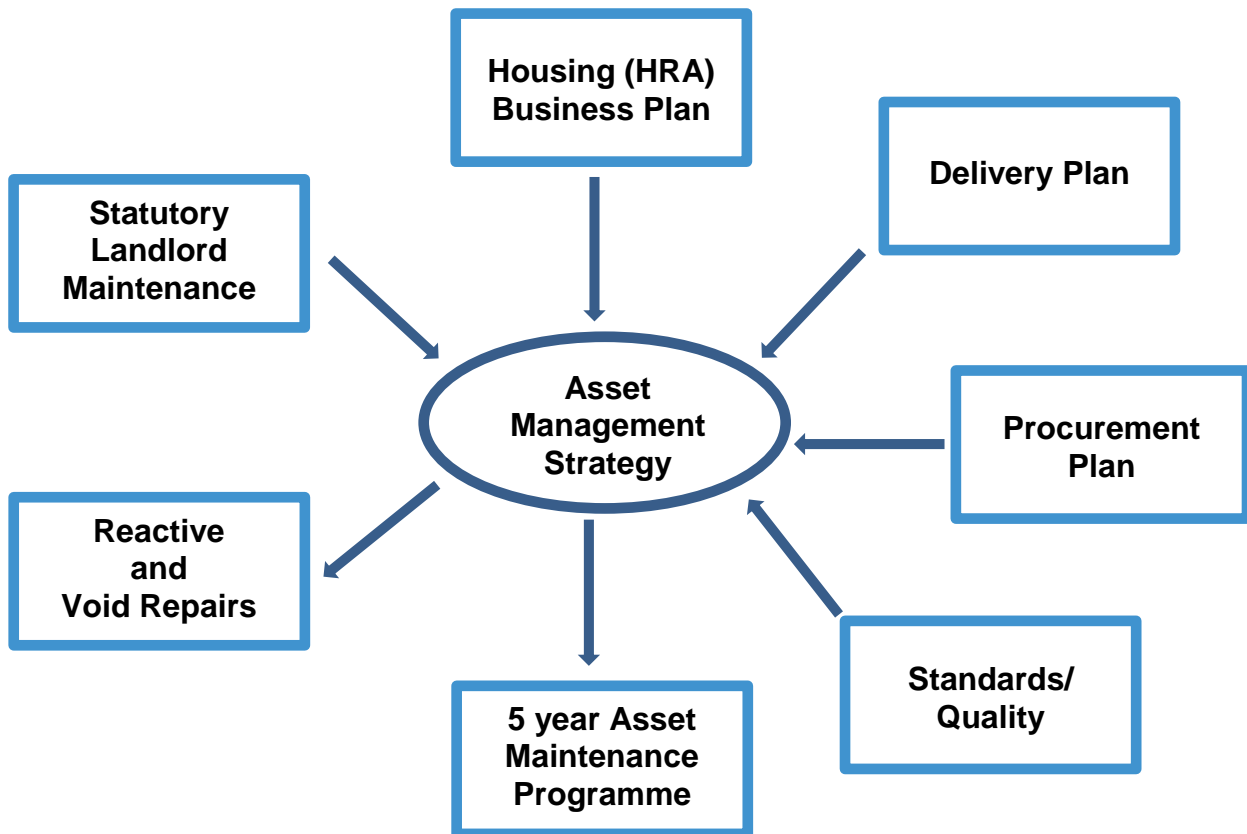 Housing (HRA)
Business Plan
Delivery Plan
Statutory
Landlord
Maintenance
Asset
Management
Strategy
Procurement
Plan
Reactive
and
Void Repairs
Standards/
Quality
5 year Asset
Maintenance
Programme